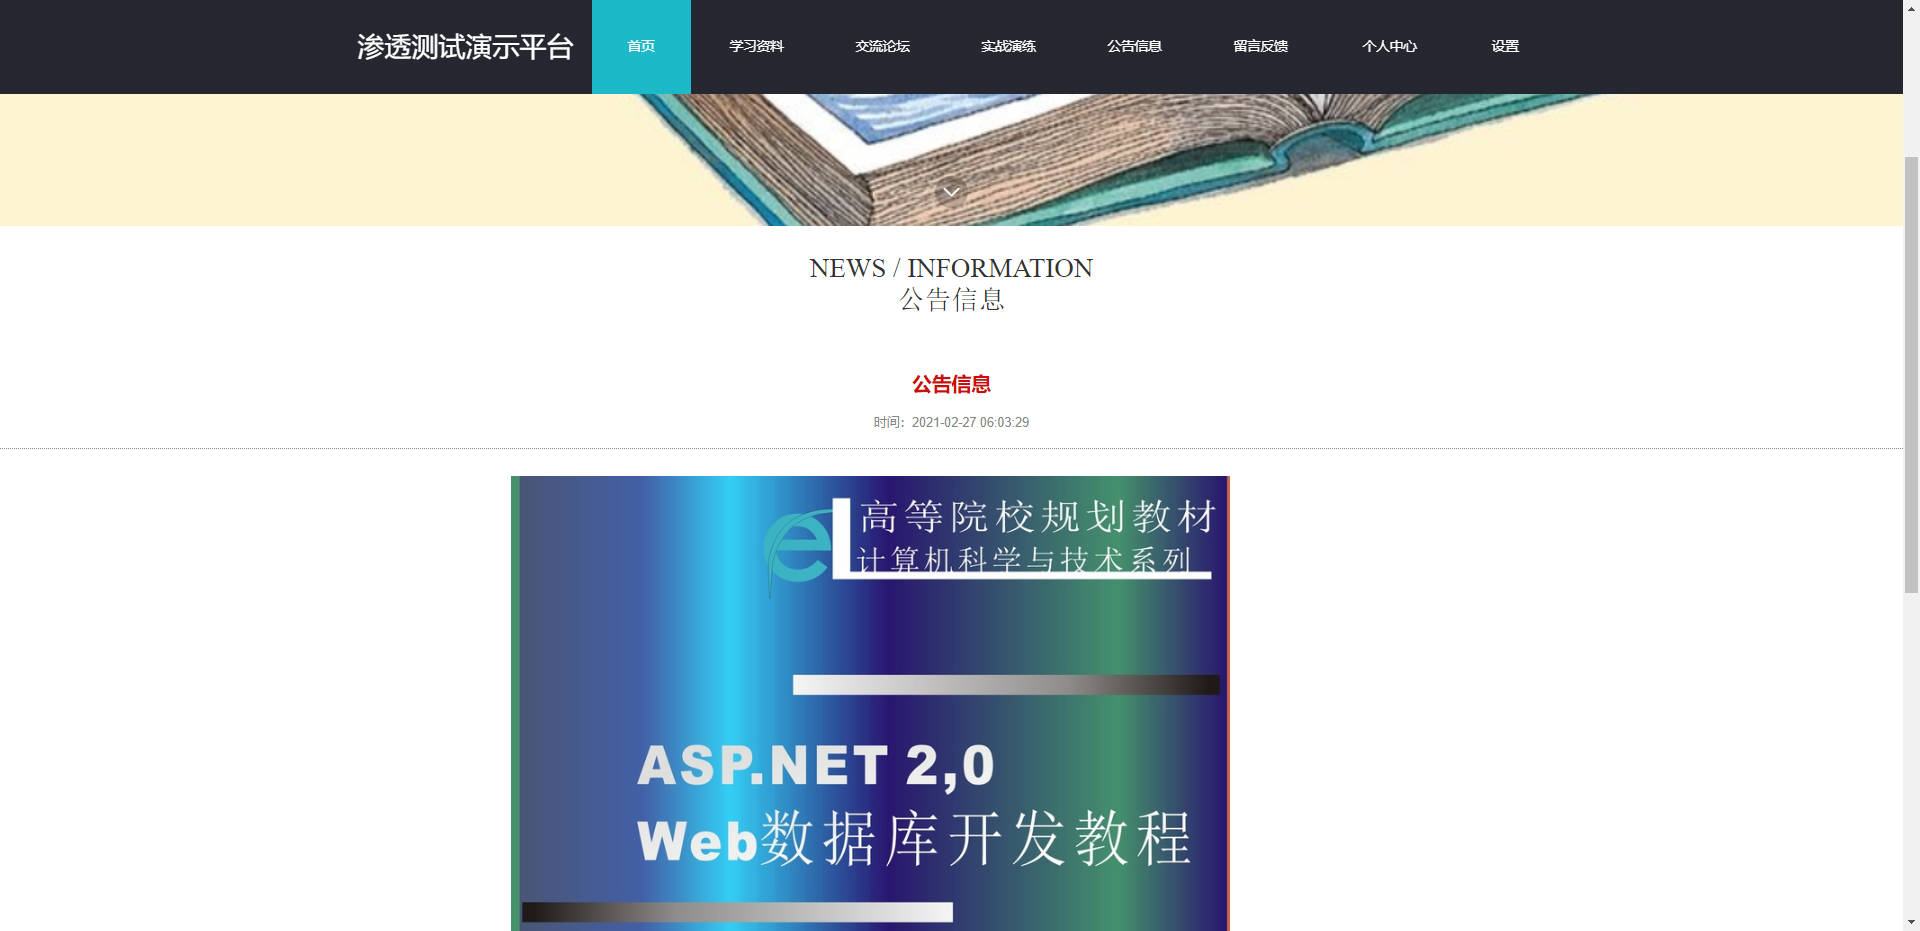 渗透测试演示平台 首页 学习资料 交流论坛 实战演练 公告信息 留言反馈 个人中心 设置
NEWS / INFORMATION
公告信息
公告信息
时间：2021-02-27 06:03:29
高等院校规划教材
计算机科学与技术系列
ASP.NET 2,0
Web数据库开发教程